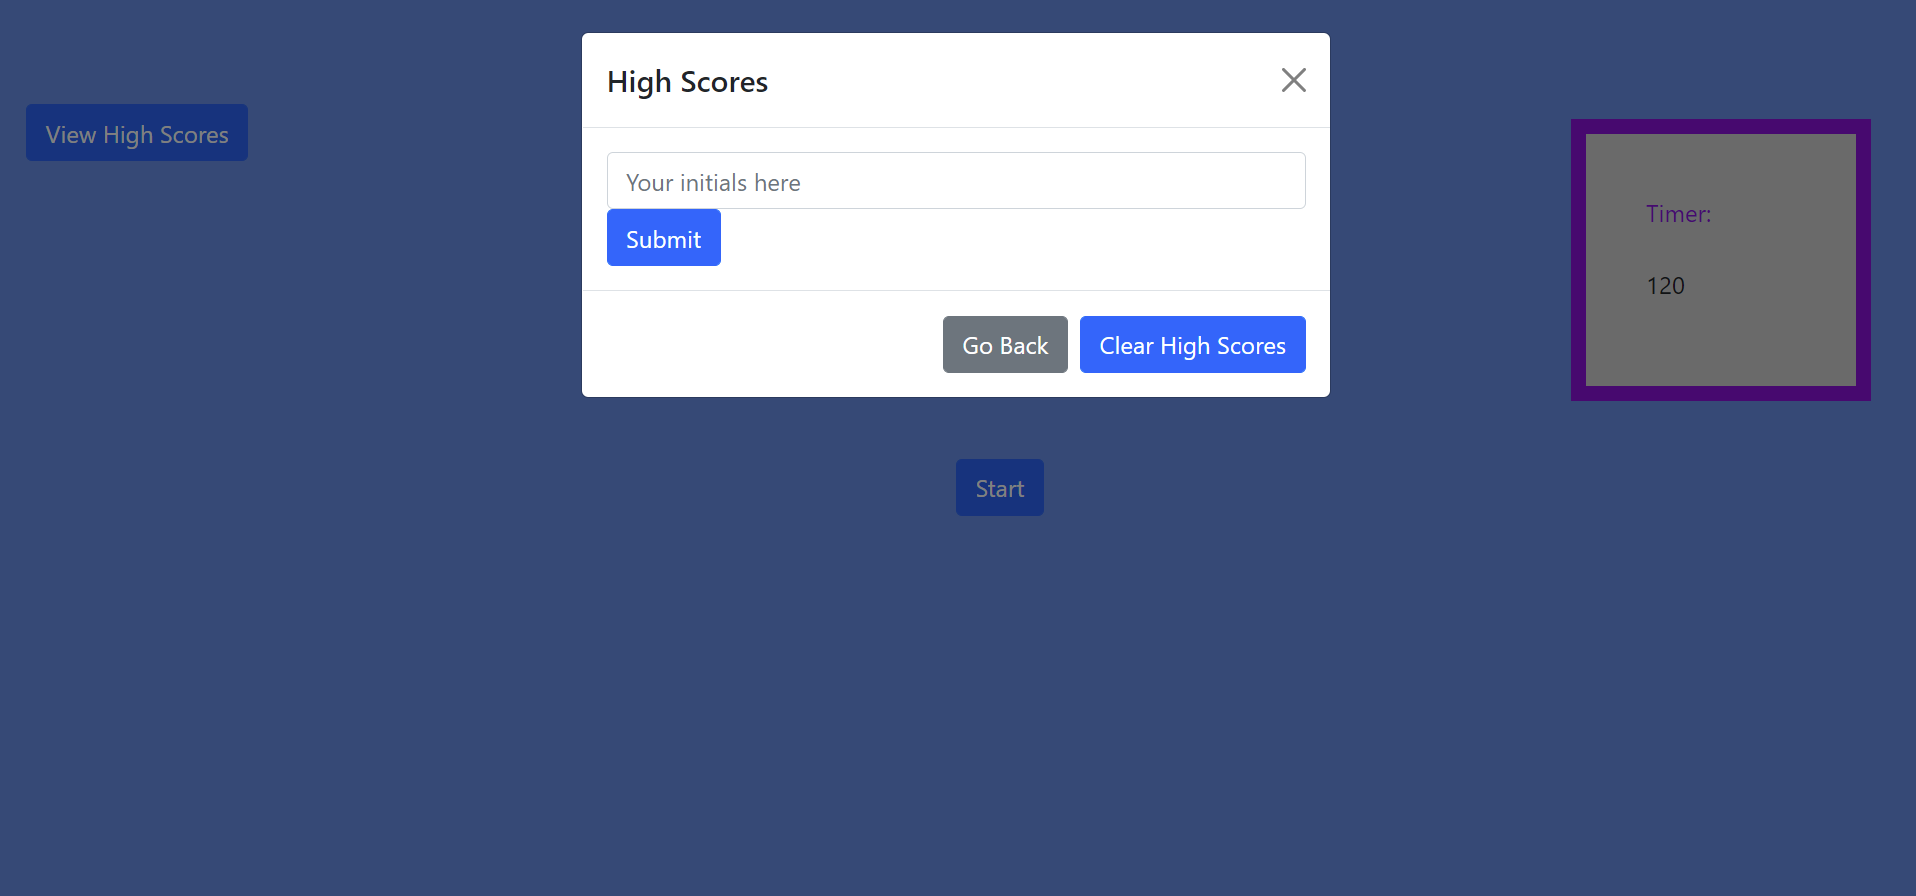 High Scores
View High Scores
Your initials here
Submit
Timer:
120
Go Back
Clear High Scores
Start